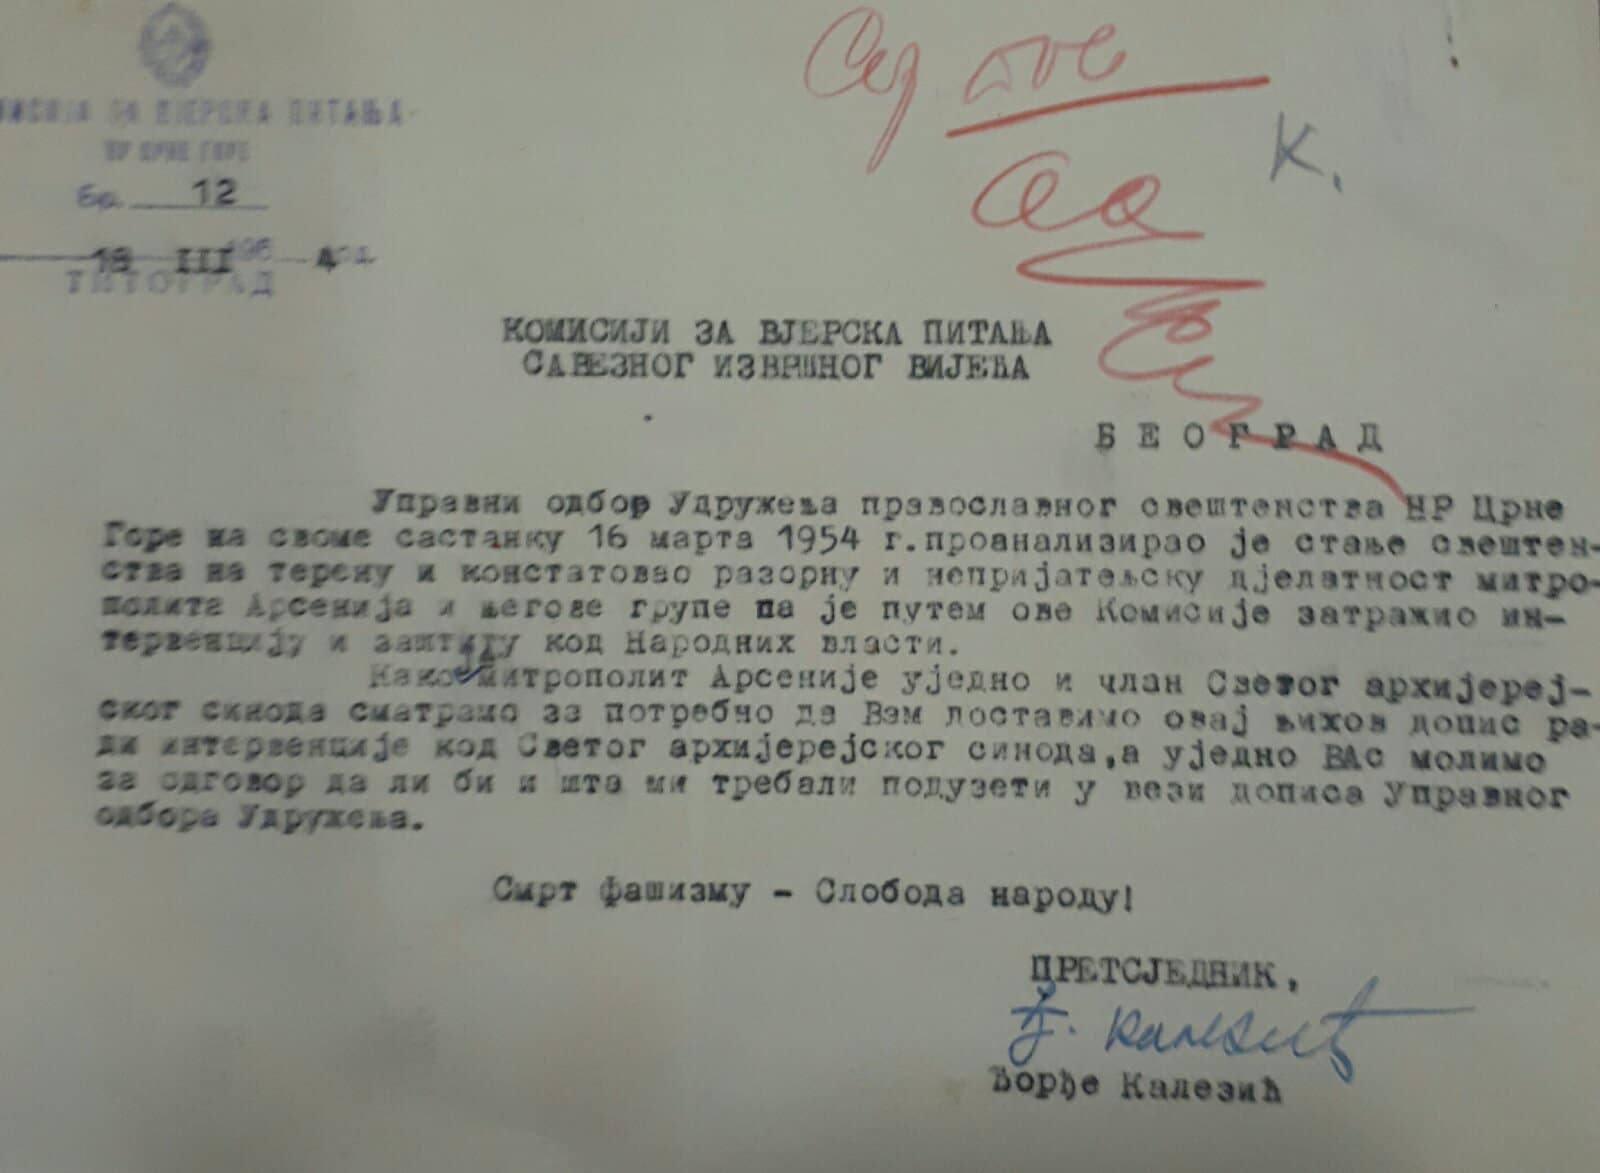 КОМИСИЈА ЗА ВЈЕРСКА ПИТАЊА
НР ЦРНЕ ГОРЕ
Бр. 12
18 III 1954 год.
ТИТОГРАД
К.
КОМИСИЈИ ЗА ВЈЕРСКА ПИТАЊА
САВЕЗНОГ ИЗВРШНОГ ВИЈЕЋА
БЕОГРАД
Управни одбор Удружења православног свештенства НР Црне
Горе на своме састанку 16 марта 1954 г.проанализирао је стање свештен-
ства на терену и констатовао разорну и непријатељску дјелатност митро-
полита Арсенија и његове групе па је путем ове Комисије затражио ин-
тервенцију и заштиту код Народних власти.
Како је митрополит Арсеније уједно и члан Светог архијереј-
ског синода сматрамо за потребно да Вам доставимо овај њихов допис ра-
ди интервенције код Светог архијерејског синода,а уједно ВАс молимо
за одговор да ли би и шта ми требали подузети у вези дописа Управног
одбора Удружења.
Смрт фашизму - Слобода народу!
ПРЕТСЈЕДНИК,
Ђ. Калезић
Ђорђе Калезић